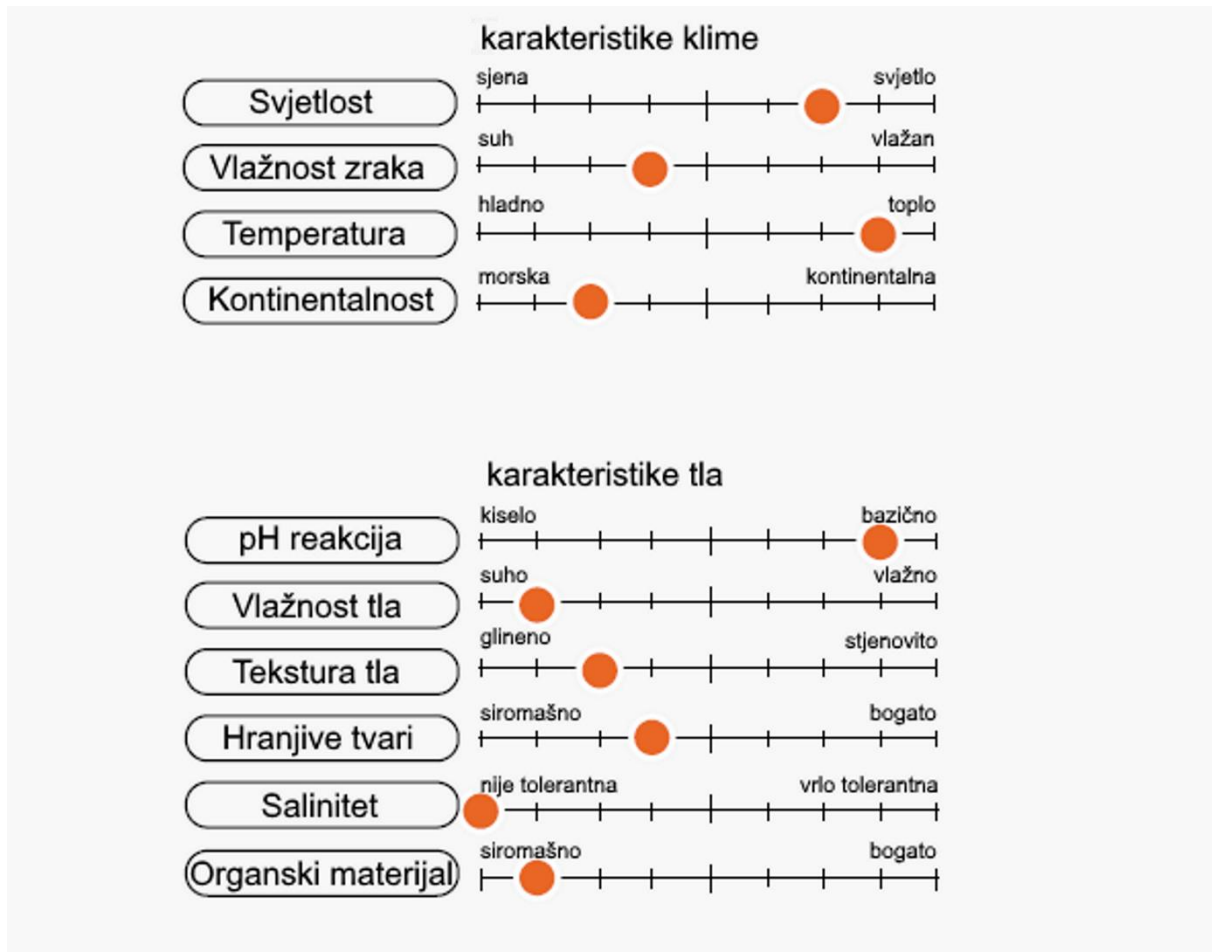 karakteristike klime
sjena svjetlo
Svjetlost
suh vlažan
Vlažnost zraka
hladno toplo
Temperatura
morska kontinentalna
Kontinentalnost
karakteristike tla
kiselo bazično
pH reakcija
suho vlažno
Vlažnost tla
glineno stjenovito
Tekstura tla
siromašno bogato
Hranjive tvari
nije tolerantna vrlo tolerantna
Salinitet
siromašno bogato
Organski materijal